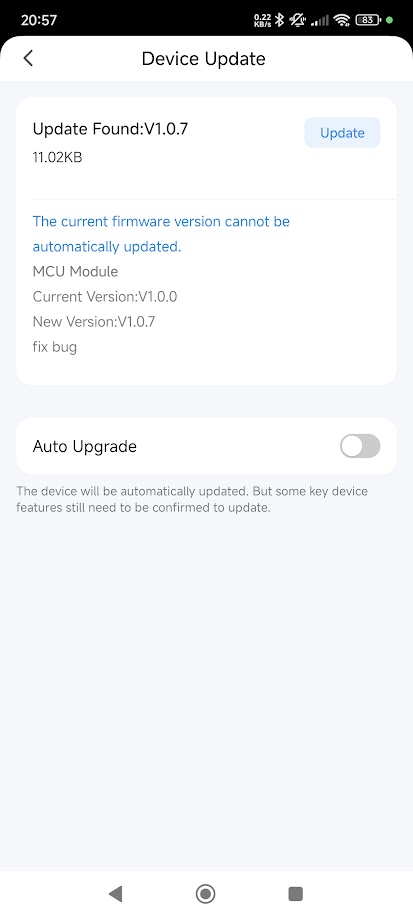 20:57
0.22
KB/s
83
Device Update
Update Found:V1.0.7
Update
11.02KB
The current firmware version cannot be
automatically updated.
MCU Module
Current Version:V1.0.0
New Version:V1.0.7
fix bug
Auto Upgrade
The device will be automatically updated. But some key device
features still need to be confirmed to update.